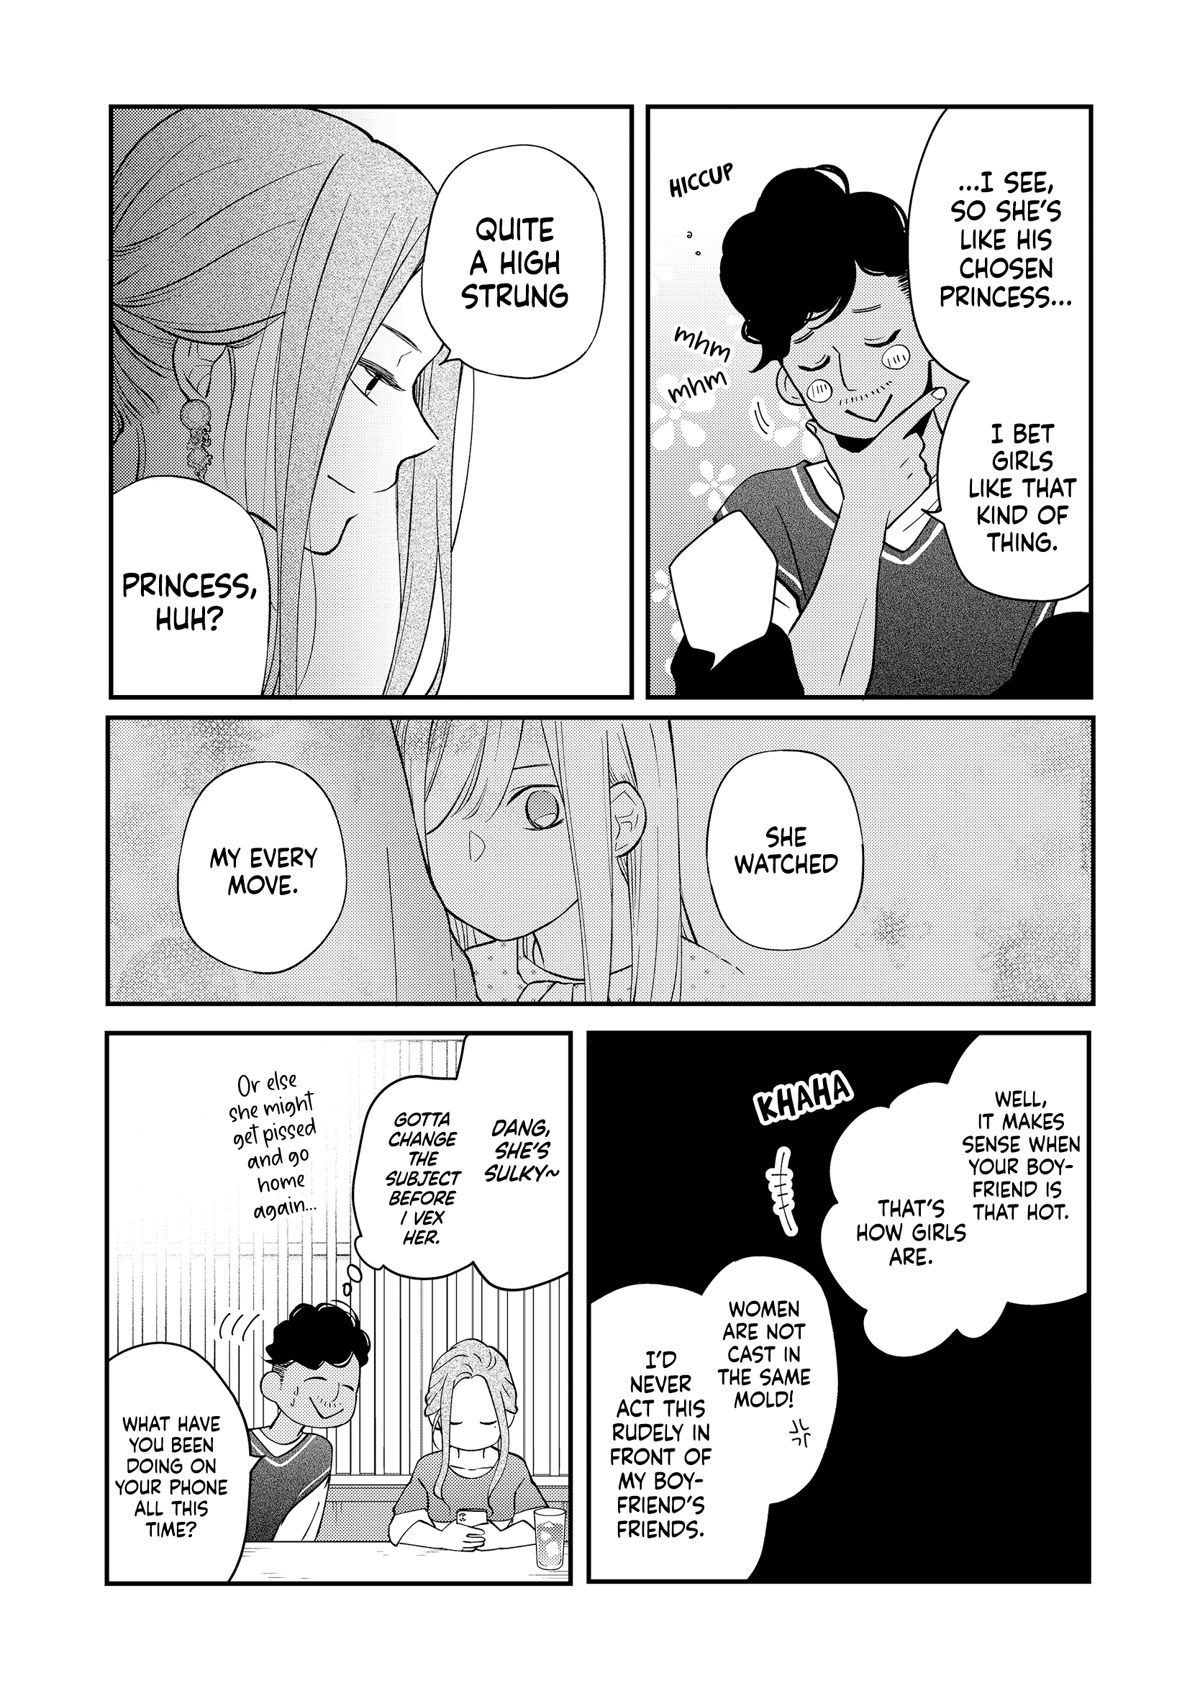 HICCUP
...I SEE,
SO SHE'S
LIKE HIS
CHOSEN
PRINCESS...
mhm
mhm
I BET
GIRLS
LIKE THAT
KIND OF
THING.
QUITE
A HIGH
STRUNG
PRINCESS,
HUH?
SHE
WATCHED
MY EVERY
MOVE.
WELL,
IT MAKES
SENSE WHEN
YOUR BOY-
FRIEND IS
THAT HOT.
THAT'S
HOW GIRLS
ARE.
KHAHA
WOMEN
ARE NOT
CAST IN
THE SAME
MOLD!
I'D
NEVER
ACT THIS
RUDELY IN
FRONT OF
MY BOY-
FRIEND'S
FRIENDS.
DANG,
SHE'S
SULKY~
GOTTA
CHANGE
THE
SUBJECT
BEFORE
I VEX
HER.
Or else
she might
get pissed
and go
home
again...
WHAT HAVE
YOU BEEN
DOING ON
YOUR PHONE
ALL THIS
TIME?